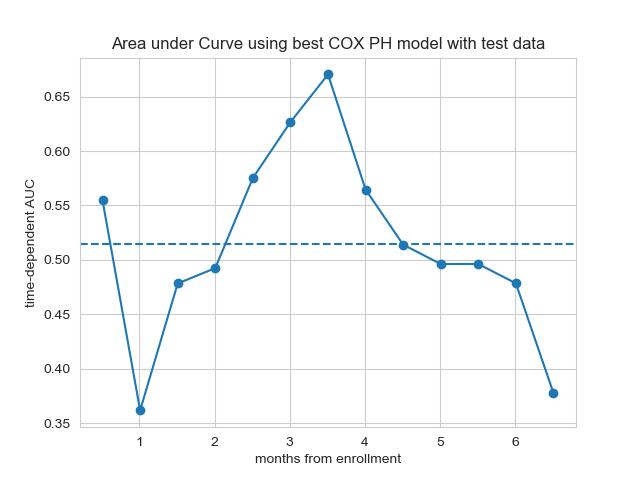 Area under Curve using best COX PH model with test data
time-dependent AUC
0.65
0.60
0.55
0.50
0.45
0.40
0.35
1 2 3 4 5 6
months from enrollment